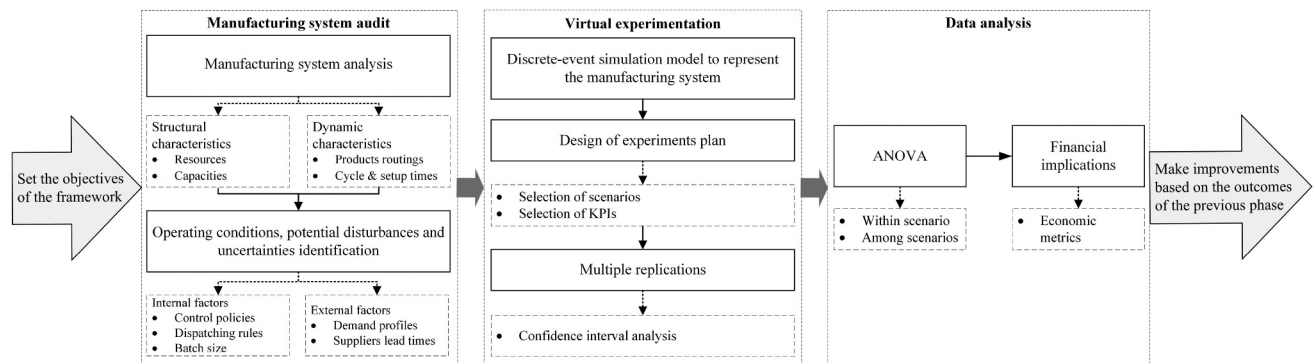 Set the objectives
of the framework
Manufacturing system audit
Manufacturing system analysis
Structural
characteristics
• Resources
• Capacities
Dynamic
characteristics
• Products routings
• Cycle & setup times
Operating conditions, potential disturbances and
uncertainties identification
Internal factors
• Control policies
• Dispatching rules
• Batch size
External factors
• Demand profiles
• Suppliers lead times
Virtual experimentation
Discrete-event simulation model to represent
the manufacturing system
Design of experiments plan
• Selection of scenarios
• Selection of KPIs
Multiple replications
• Confidence interval analysis
Data analysis
ANOVA
• Within scenario
• Among scenarios
Financial
implications
• Economic
metrics
Make improvements
based on the outcomes
of the previous phase